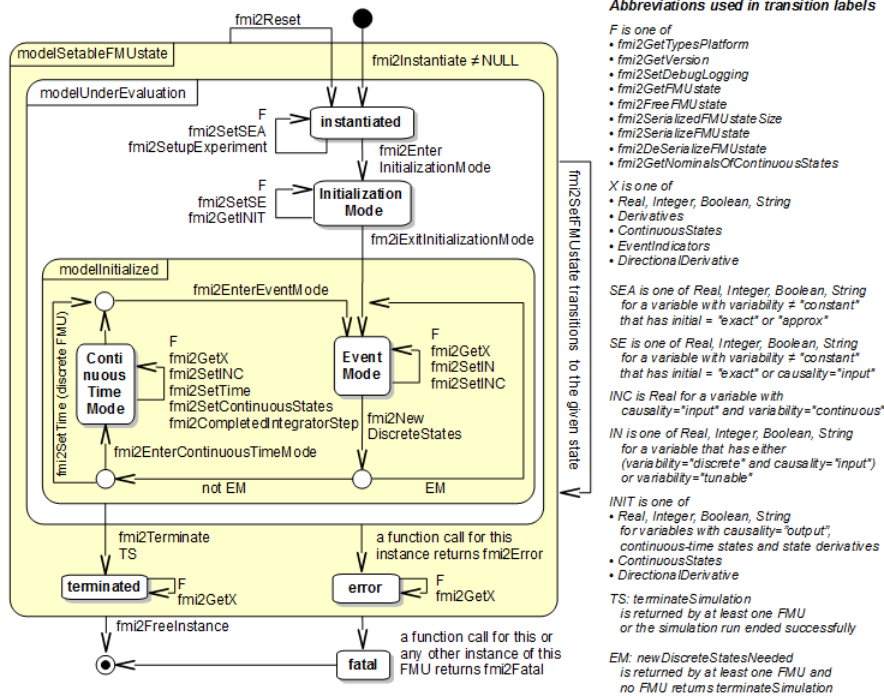 fmi2Reset
modelSetableFMUstate
fmi2Instantiate ≠ NULL
modelUnderEvaluation
F
fmi2SetSEA
fmi2SetupExperiment
instantiated
fmi2Enter
InitializationMode
F
fmi2SetSE
fmi2GetINIT
Initialization
Mode
fm2iExitInitializationMode
fmi2SetFMUstate transitions to the given state
modelInitialized
fmi2EnterEventMode
fmi2SetTime (discrete FMU)
Conti
nuous
Time
Mode
F
fmi2GetX
fmi2SetINC
fmi2SetTime
fmi2SetContinuousStates
fmi2CompletedIntegratorStep
Event
Mode
F
fmi2GetX
fmi2SetIN
fmi2SetINC
fmi2New
DiscreteStates
fmi2EnterContinuousTimeMode
not EM
EM
fmi2Terminate
TS
a function call for this
instance returns fmi2Error
terminated
F
fmi2GetX
error
F
fmi2GetX
fmi2FreeInstance
a function call for this or
any other instance of this
FMU returns fmi2Fatal
fatal
Abbreviations used in transition labels
F is one of
• fmi2GetTypesPlatform
• fmi2GetVersion
• fmi2SetDebugLogging
• fmi2GetFMUstate
• fmi2FreeFMUstate
• fmi2SerializedFMUstateSize
• fmi2SerializeFMUstate
• fmi2DeSerializeFMUstate
• fmi2GetNominalsOfContinuousStates
X is one of
• Real, Integer, Boolean, String
• Derivatives
• ContinuousStates
• EventIndicators
• DirectionalDerivative
SEA is one of Real, Integer, Boolean, String
for a variable with variability ≠ "constant"
that has initial = "exact" or "approx"
SE is one of Real, Integer, Boolean, String
for a variable with variability ≠ "constant"
that has initial = "exact" or causality="input"
INC is Real for a variable with
causality="input" and variability="continuous"
IN is one of Real, Integer, Boolean, String
for a variable that has either
(variability="discrete" and causality="input")
or variability="tunable"
INIT is one of
• Real, Integer, Boolean, String
for variables with causality="output",
continuous-time states and state derivatives
• ContinuousStates
• DirectionalDerivative
TS: terminateSimulation
is returned by at least one FMU
or the simulation run ended successfully
EM: newDiscreteStatesNeeded
is returned by at least one FMU and
no FMU returns terminateSimulation